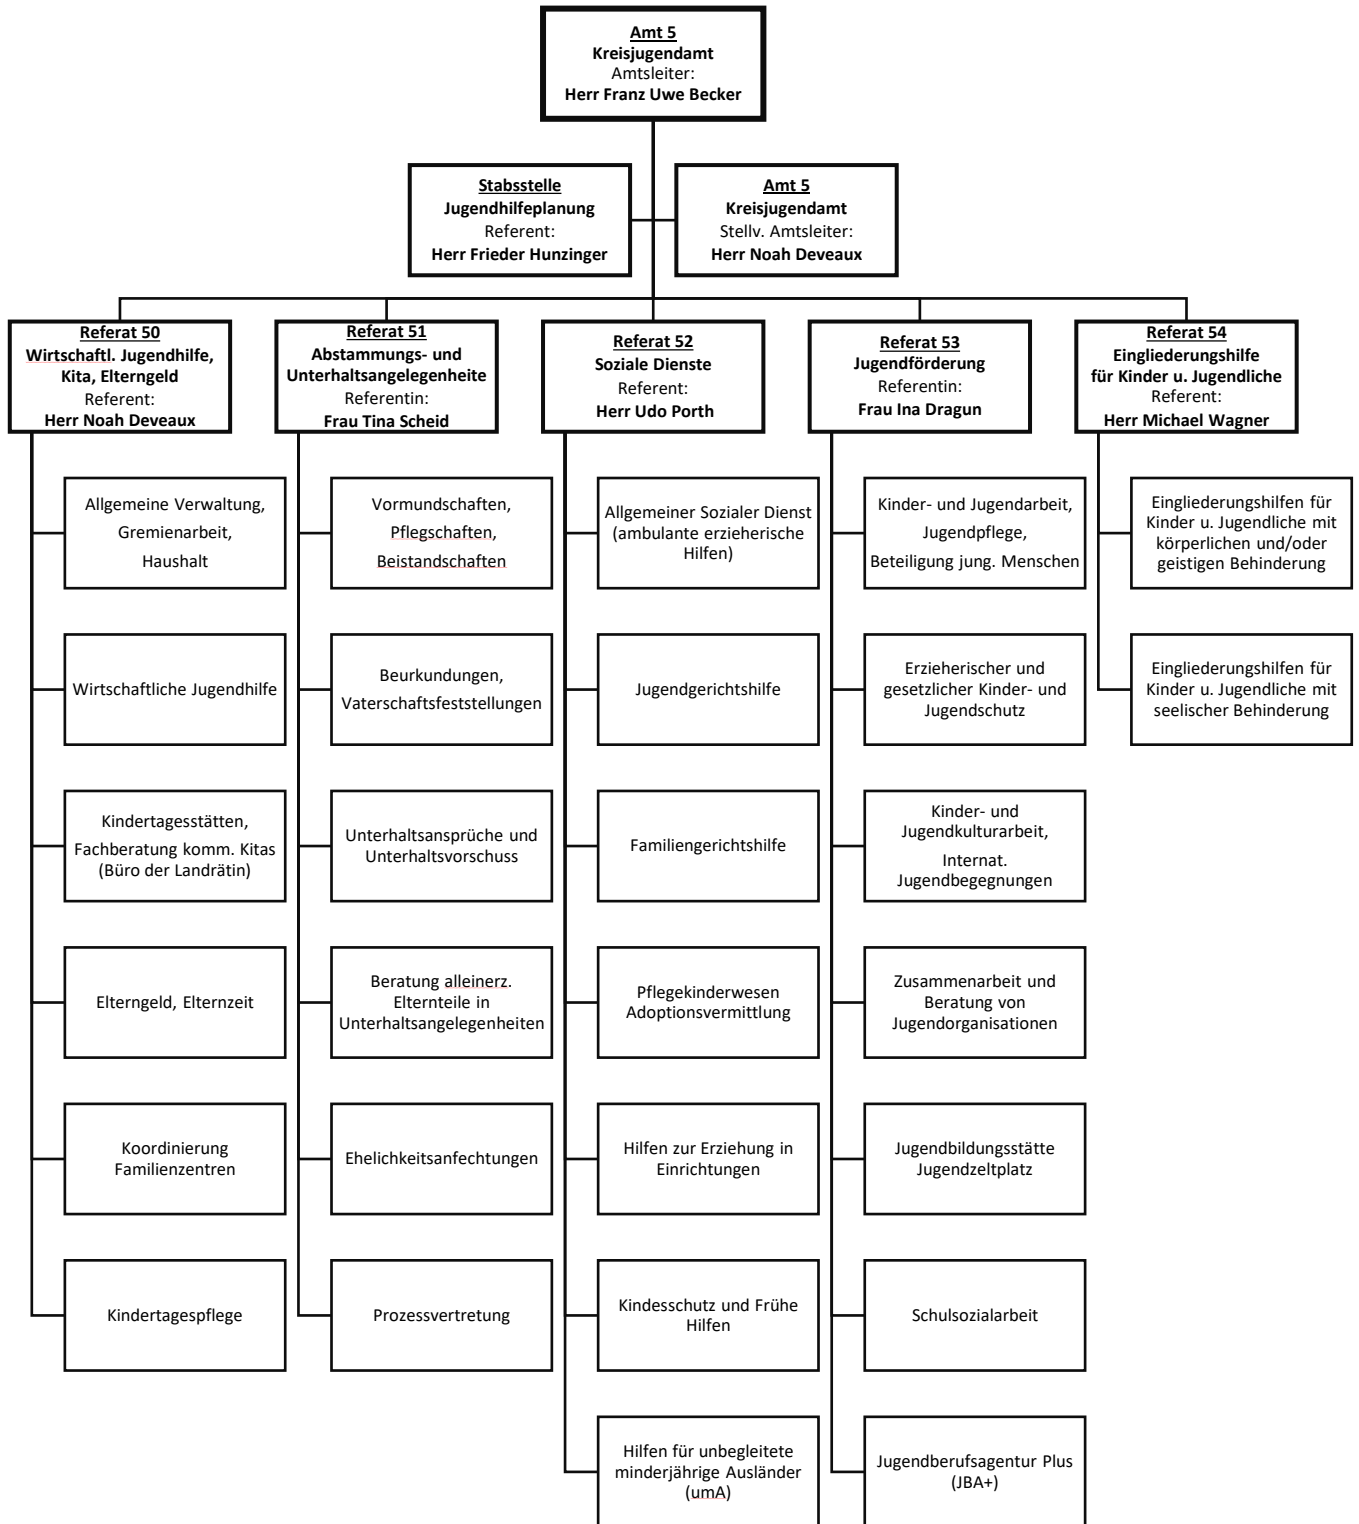 Amt 5
Kreisjugendamt
Amtsleiter:
Herr Franz Uwe Becker
Stabsstelle
Jugendhilfeplanung
Referent:
Herr Frieder Hunzinger
Amt 5
Kreisjugendamt
Stellv. Amtsleiter:
Herr Noah Deveaux
Referat 50
Wirtschaftl. Jugendhilfe,
Kita, Elterngeld
Referent:
Herr Noah Deveaux
Allgemeine Verwaltung,
Gremienarbeit,
Haushalt
Wirtschaftliche Jugendhilfe
Kindertagesstätten,
Fachberatung komm. Kitas
(Büro der Landrätin)
Elterngeld, Elternzeit
Koordinierung
Familienzentren
Kindertagespflege
Referat 51
Abstammungs- und
Unterhaltsangelegenheite
Referentin:
Frau Tina Scheid
Vormundschaften,
Pflegschaften,
Beistandschaften
Beurkundungen,
Vaterschaftsfeststellungen
Unterhaltsansprüche und
Unterhaltsvorschuss
Beratung alleinerz.
Elternteile in
Unterhaltsangelegenheiten
Ehelichkeitsanfechtungen
Prozessvertretung
Referat 52
Soziale Dienste
Referent:
Herr Udo Porth
Allgemeiner Sozialer Dienst
(ambulante erzieherische
Hilfen)
Jugendgerichtshilfe
Familiengerichtshilfe
Pflegekinderwesen
Adoptionsvermittlung
Hilfen zur Erziehung in
Einrichtungen
Kindesschutz und Frühe
Hilfen
Hilfen für unbegleitete
minderjährige Ausländer
(umA)
Referat 53
Jugendförderung
Referentin:
Frau Ina Dragun
Kinder- und Jugendarbeit,
Jugendpflege,
Beteiligung jung. Menschen
Erzieherischer und
gesetzlicher Kinder- und
Jugendschutz
Kinder- und
Jugendkulturarbeit,
Internat.
Jugendbegegnungen
Zusammenarbeit und
Beratung von
Jugendorganisationen
Jugendbildungsstätte
Jugendzeltplatz
Schulsozialarbeit
Jugendberufsagentur Plus
(JBA+)
Referat 54
Eingliederungshilfe
für Kinder u. Jugendliche
Referent:
Herr Michael Wagner
Eingliederungshilfen für
Kinder u. Jugendliche mit
körperlichen und/oder
geistigen Behinderung
Eingliederungshilfen für
Kinder u. Jugendliche mit
seelischer Behinderung